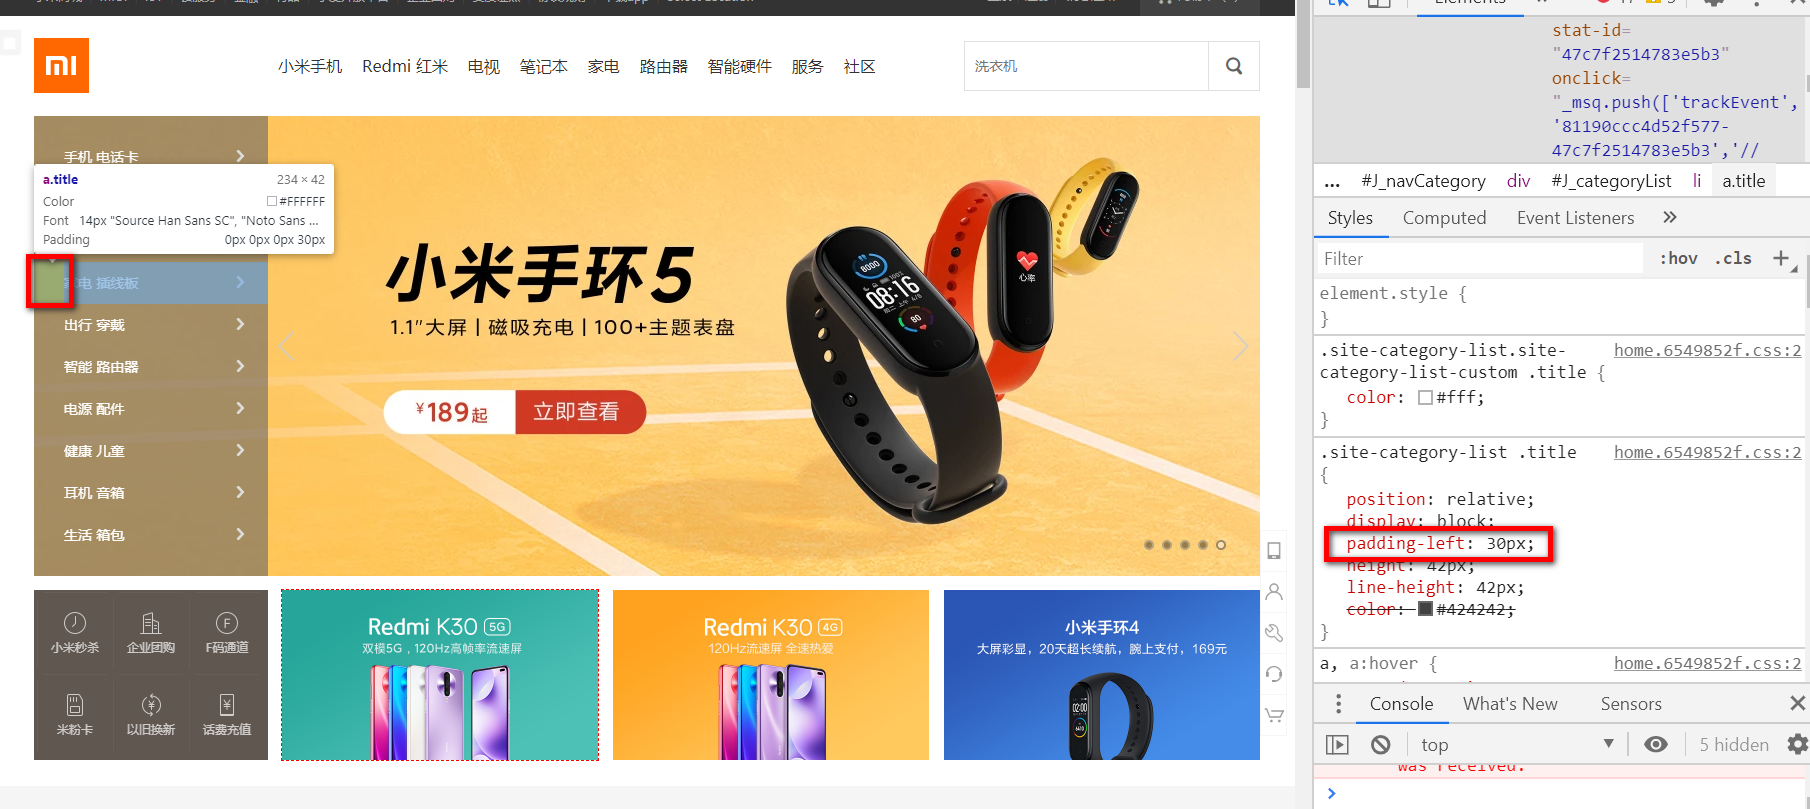 小米手机 Redmi 红米 电视 笔记本 家电 路由器 智能硬件 服务 社区
洗衣机
手机 电话卡
a.title 234 × 42
Color #FFFFFF
Font 14px "Source Han Sans SC", "Noto Sans ...
Padding 0px 0px 0px 30px
电 插线板
出行 穿戴
智能 路由器
电源 配件
健康 儿童
耳机 音箱
生活 箱包
小米手环5
1.1"大屏 | 磁吸充电 | 100+主题表盘
¥189起 立即查看
8000
08:16
80
心率
小米秒杀
企业团购
F码通道
米粉卡
以旧换新
话费充值
Redmi K30 5G
双模5G，120Hz高帧率流速屏
Redmi K30 4G
120Hz流速屏 全速热爱
小米手环4
大屏彩显，20天超长续航，腕上支付，169元
02:00
Elements
stat-id=
"47c7f2514783e5b3"
onclick=
"_msq.push(['trackEvent',
'81190ccc4d52f577-
47c7f2514783e5b3','//
... #J_navCategory div #J_categoryList li a.title
Styles Computed Event Listeners »
Filter :hov .cls +
element.style {
}
.site-category-list.site- home.6549852f.css:2
category-list-custom .title {
color: #fff;
}
.site-category-list .title home.6549852f.css:2
{
position: relative;
display: block;
padding-left: 30px;
height: 42px;
line-height: 42px;
color: #424242;
}
a, a:hover { home.6549852f.css:2
Console What's New Sensors
top 5 hidden
was received.
>